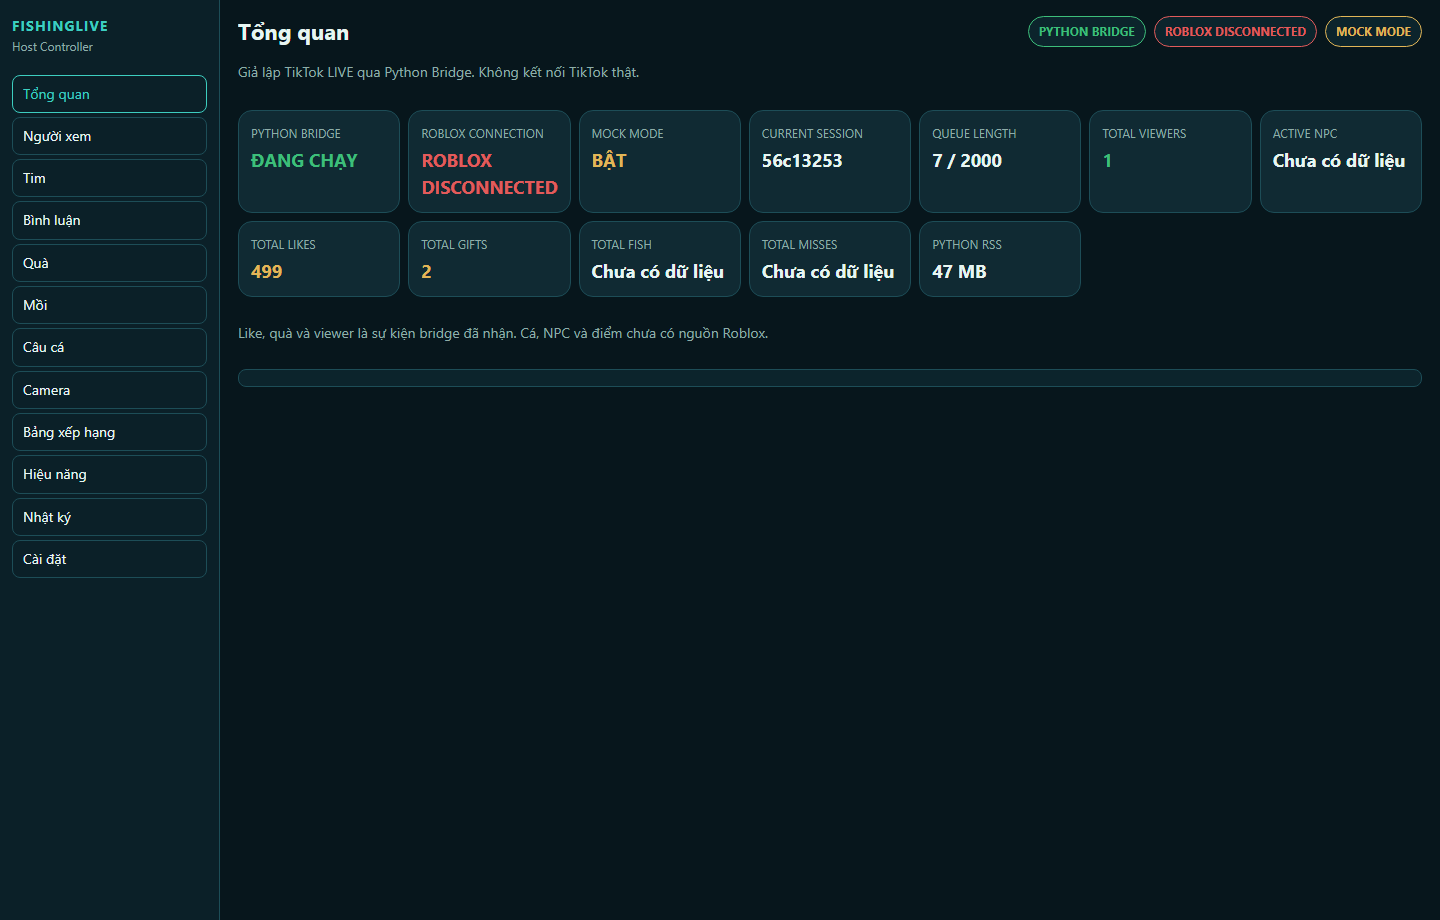 FISHINGLIVE
Host Controller
Tổng quan
Người xem
Tim
Bình luận
Quà
Mồi
Câu cá
Camera
Bảng xếp hạng
Hiệu năng
Nhật ký
Cài đặt
Tổng quan
PYTHON BRIDGE
ROBLOX DISCONNECTED
MOCK MODE
Giả lập TikTok LIVE qua Python Bridge. Không kết nối TikTok thật.
PYTHON BRIDGE
ĐANG CHẠY
ROBLOX CONNECTION
ROBLOX
DISCONNECTED
MOCK MODE
BẬT
CURRENT SESSION
56c13253
QUEUE LENGTH
7 / 2000
TOTAL VIEWERS
1
ACTIVE NPC
Chưa có dữ liệu
TOTAL LIKES
499
TOTAL GIFTS
2
TOTAL FISH
Chưa có dữ liệu
TOTAL MISSES
Chưa có dữ liệu
PYTHON RSS
47 MB
Like, quà và viewer là sự kiện bridge đã nhận. Cá, NPC và điểm chưa có nguồn Roblox.